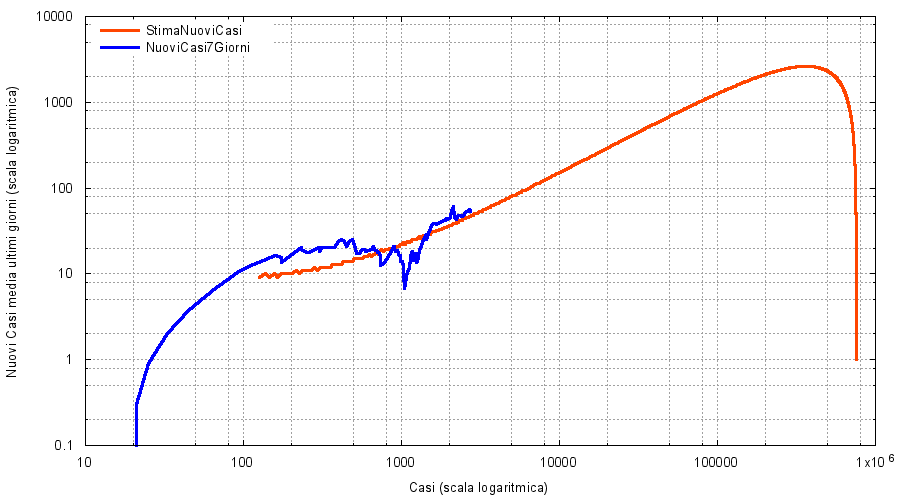 10000
1000
100
10
1
0.1
StimaNuoviCasi
NuoviCasi7Giorni
Nuovi Casi media ultimi giorni (scala logaritmica)
10
100
1000
10000
100000
1x10 6
Casi (scala logaritmica)